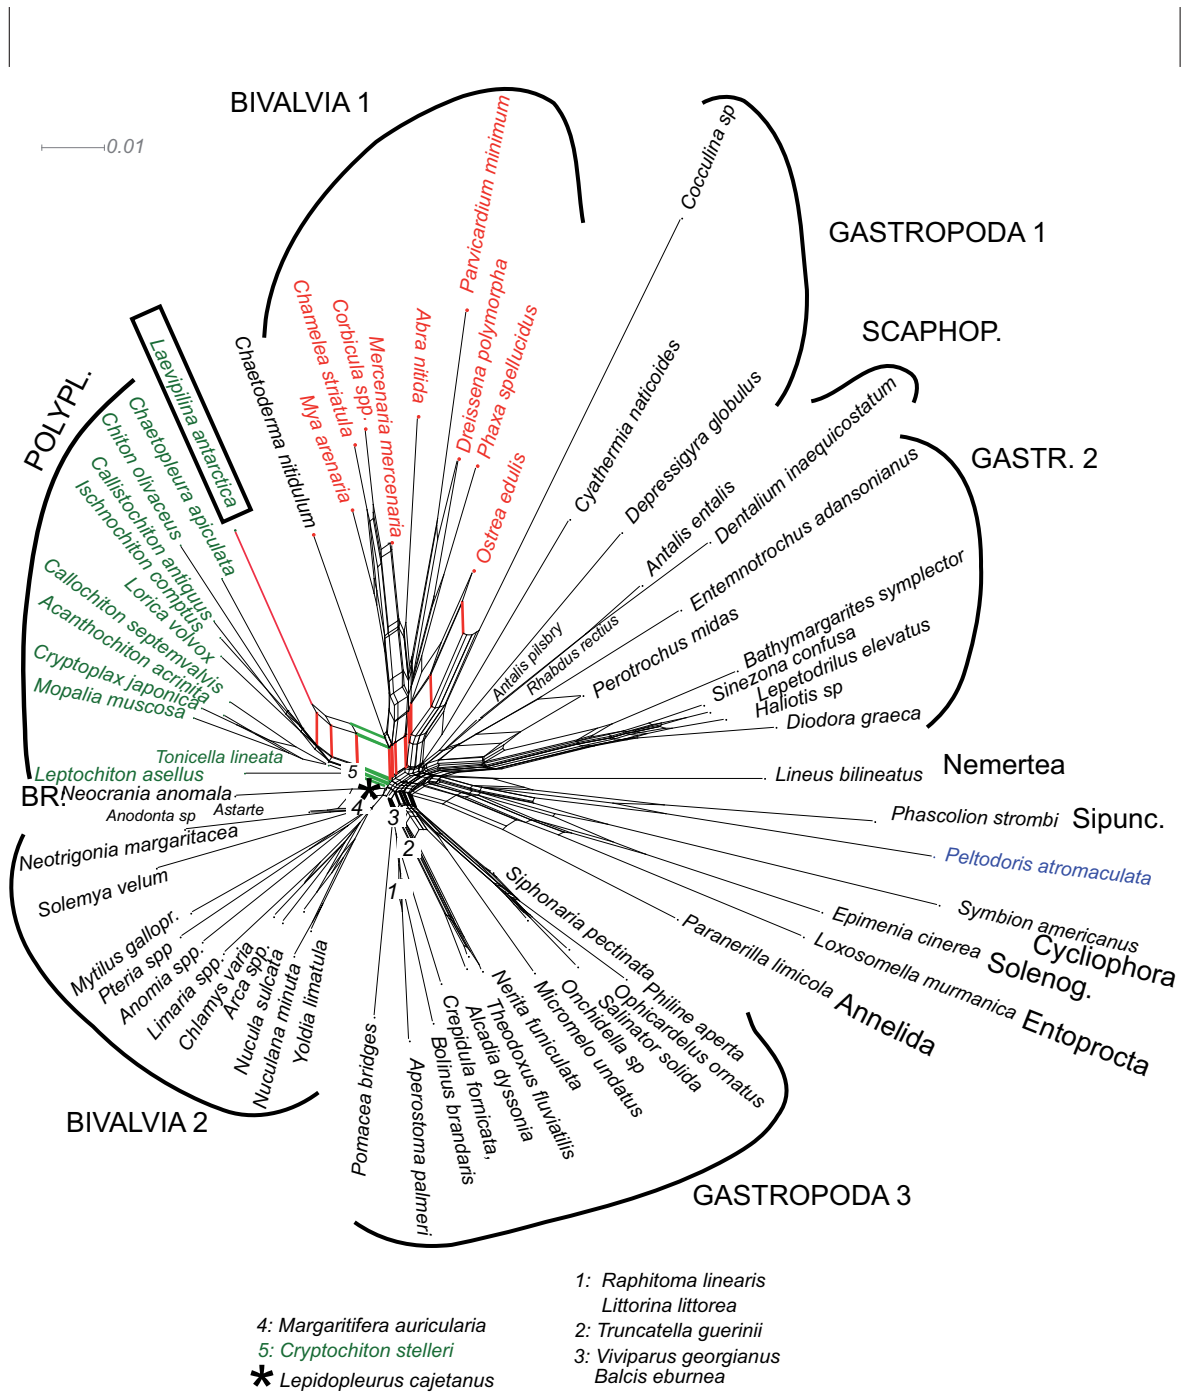 BIVALVIA 1
0.01
GASTROPODA 1
SCAPHOP.
GASTR. 2
POLYPL.
Laevipilina antarctica
Chaetopleura apiculata
Chiton olivaceus
Callistochiton antiquus
Ischnochiton comptus
Lorica volvox
Callochiton septemvalvis
Acanthochiton acrinita
Cryptoplax japonica
Mopalia muscosa
Tonicella lineata
Leptochiton asellus
BR.
Neocrania anomala
Chaetoderma nitidulum
Mya arenaria
Chamelea striatula
Corbicula spp.
Mercenaria mercenaria
Abra nitida
Parvicardium minimum
Dreissena polymorpha
Phaxa spellucidus
Ostrea edulis
Cocculina sp
Cyathermia naticoides
Depressigyra globulus
Antalis pilsbry
Rhabdus rectius
Antalis entalis
Dentalium inaequicostatum
Entemnotrochus adansonianus
Perotrochus midas
Bathymargarites symplector
Sinezona confusa
Lepetodrilus elevatus
Haliotis sp
Diodora graeca
Lineus bilineatus Nemertea
Phascolion strombi Sipunc.
Peltodoris atromaculata
Symbion americanus
Cycliophora
Epimenia cinerea Solenog.
Loxosomella murmanica Entoprocta
Paranerilla limicola Annelida
5
4
3
2
1
Anodonta sp
Astarte
Neotrigonia margaritacea
Solemya velum
Mytilus gallopr.
Pteria spp
Anomia spp.
Limaria spp.
Chlamys varia
Arca spp.
Nucula sulcata
Nuculana minuta
Yoldia limatula
BIVALVIA 2
Pomacea bridges
Aperostoma palmeri
Bolinus brandaris
Crepidula fornicata,
Alcadia dyssonia
Theodoxus fluviatilis
Nerita funiculata
Micromelo undatus
Onchidella sp
Salinator solida
Ophicardelus ornatus
Philine aperta
Siphonaria pectinata
GASTROPODA 3
1: Raphitoma linearis
Littorina littorea
2: Truncatella guerinii
3: Viviparus georgianus
Balcis eburnea
4: Margaritifera auricularia
5: Cryptochiton stelleri
* Lepidopleurus cajetanus